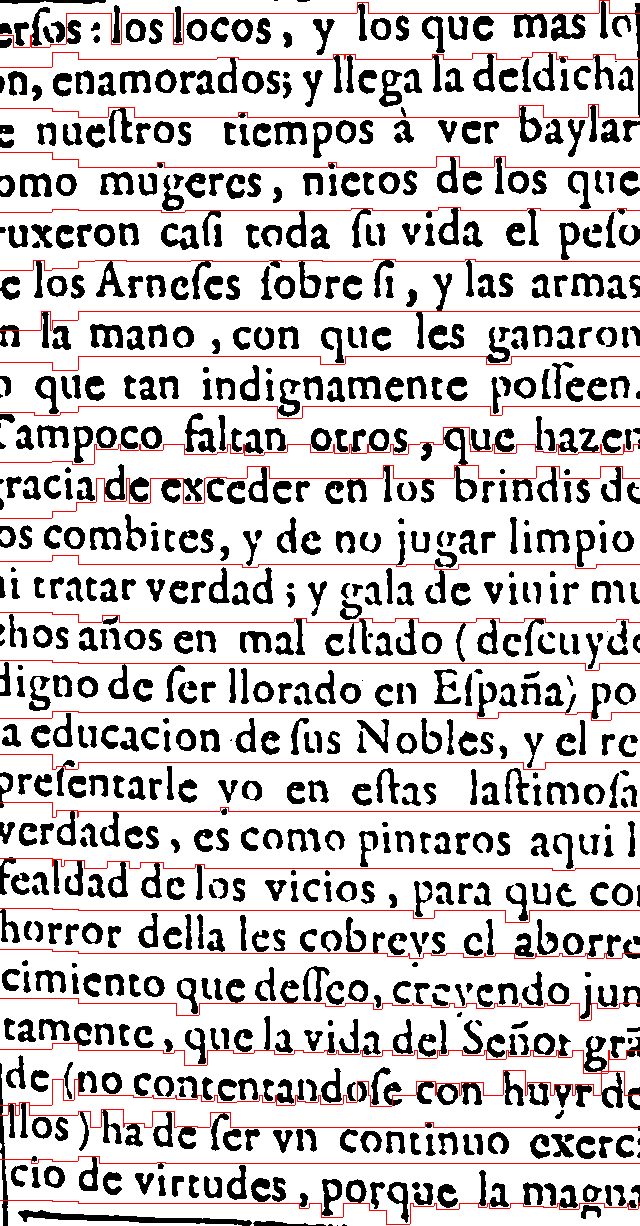 erſos: los locos, y los que mas lo
on, enamorados; y llega la deſdicha
e nueſtros tiempos à ver baylar
omo mugeres, nietos de los que
ruxeron caſi toda ſu vida el peſo
e los Arneſes ſobre ſi, y las armas
n la mano, con que les ganaron
o que tan indignamente poſſeen.
Tampoco faltan otros, que hazen
gracia de exceder en los brindis de
os combites, y de no jugar limpio
ni tratar verdad; y gala de viuir mu
chos años en mal eſtado (deſcuydo
digno de ſer llorado en Eſpaña) po
a educacion de ſus Nobles, y el re
preſentarle yo en eſtas laſtimoſa
verdades, es como pintaros aqui l
fealdad de los vicios, para que con
horror della les cobreys el aborre
cimiento que deſſeo, creyendo jun
tamente, que la vida del Señor grã
de (no contentandoſe con huyr de
llos) ha de ſer vn continuo exerci
cio de virtudes, porque la magna